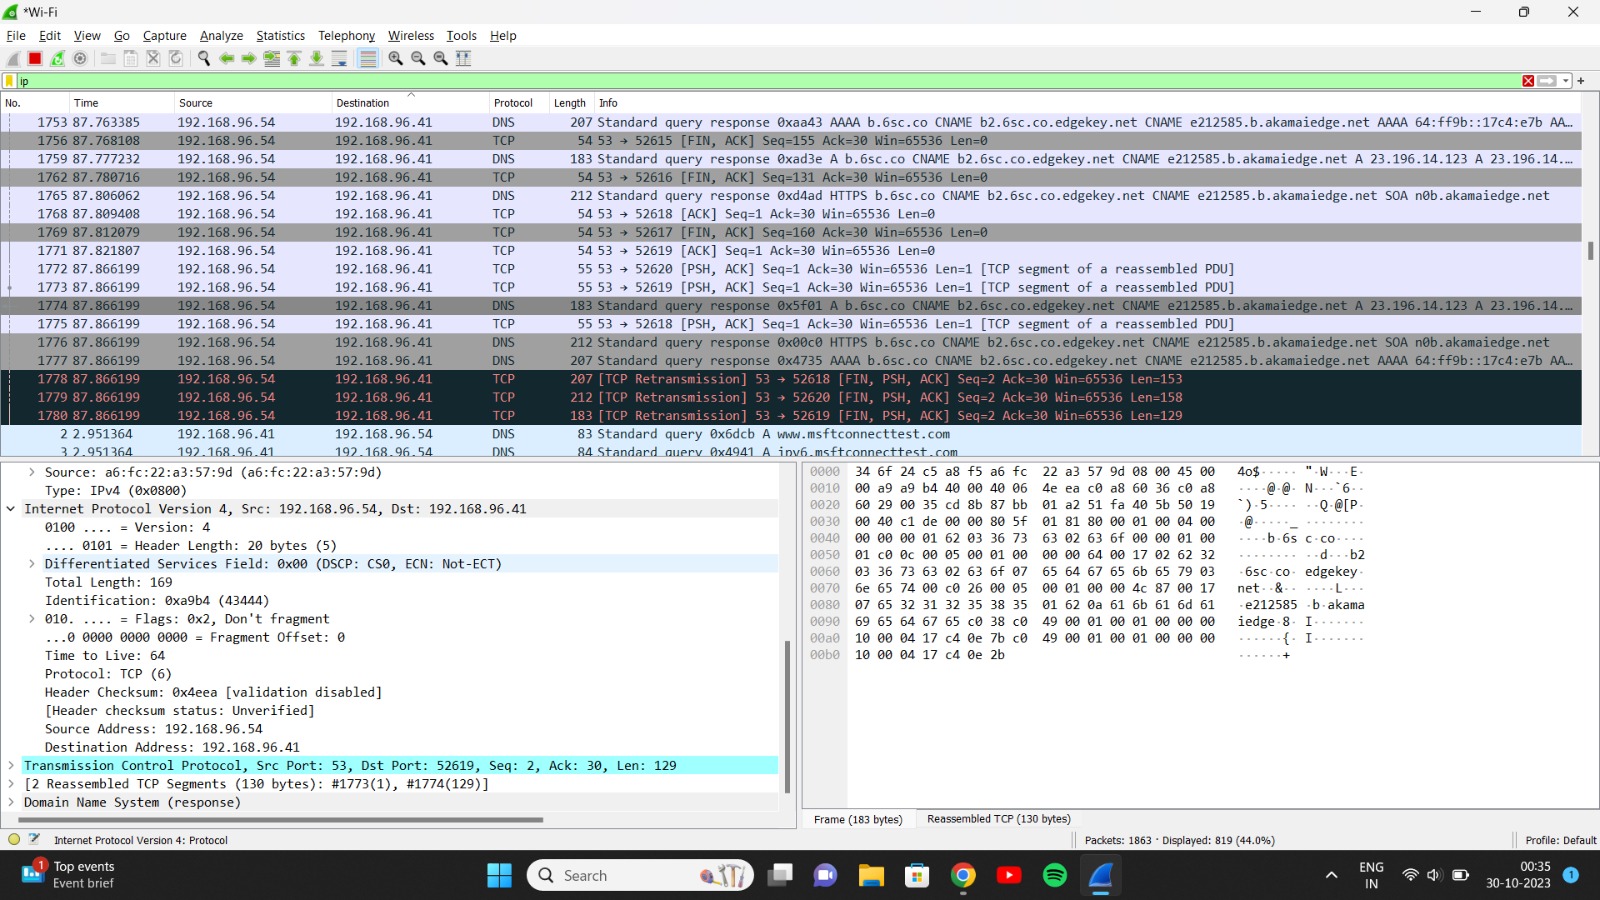 *Wi-Fi
File Edit View Go Capture Analyze Statistics Telephony Wireless Tools Help
ip
No. Time Source Destination Protocol Length Info
1753 87.763385 192.168.96.54 192.168.96.41 DNS 207 Standard query response 0xaa43 AAAA b.6sc.co CNAME b2.6sc.co.edgekey.net CNAME e212585.b.akamaiedge.net AAAA 64:ff9b::17c4:e7b AA…
1756 87.768108 192.168.96.54 192.168.96.41 TCP 54 53 → 52615 [FIN, ACK] Seq=155 Ack=30 Win=65536 Len=0
1759 87.777232 192.168.96.54 192.168.96.41 DNS 183 Standard query response 0xad3e A b.6sc.co CNAME b2.6sc.co.edgekey.net CNAME e212585.b.akamaiedge.net A 23.196.14.123 A 23.196.14.…
1762 87.780716 192.168.96.54 192.168.96.41 TCP 54 53 → 52616 [FIN, ACK] Seq=131 Ack=30 Win=65536 Len=0
1765 87.806062 192.168.96.54 192.168.96.41 DNS 212 Standard query response 0xd4ad HTTPS b.6sc.co CNAME b2.6sc.co.edgekey.net CNAME e212585.b.akamaiedge.net SOA n0b.akamaiedge.net
1768 87.809408 192.168.96.54 192.168.96.41 TCP 54 53 → 52618 [ACK] Seq=1 Ack=30 Win=65536 Len=0
1769 87.812079 192.168.96.54 192.168.96.41 TCP 54 53 → 52617 [FIN, ACK] Seq=160 Ack=30 Win=65536 Len=0
1771 87.821807 192.168.96.54 192.168.96.41 TCP 54 53 → 52619 [ACK] Seq=1 Ack=30 Win=65536 Len=0
1772 87.866199 192.168.96.54 192.168.96.41 TCP 55 53 → 52620 [PSH, ACK] Seq=1 Ack=30 Win=65536 Len=1 [TCP segment of a reassembled PDU]
1773 87.866199 192.168.96.54 192.168.96.41 TCP 55 53 → 52619 [PSH, ACK] Seq=1 Ack=30 Win=65536 Len=1 [TCP segment of a reassembled PDU]
1774 87.866199 192.168.96.54 192.168.96.41 DNS 183 Standard query response 0x5f01 A b.6sc.co CNAME b2.6sc.co.edgekey.net CNAME e212585.b.akamaiedge.net A 23.196.14.123 A 23.196.14.…
1775 87.866199 192.168.96.54 192.168.96.41 TCP 55 53 → 52618 [PSH, ACK] Seq=1 Ack=30 Win=65536 Len=1 [TCP segment of a reassembled PDU]
1776 87.866199 192.168.96.54 192.168.96.41 DNS 212 Standard query response 0x00c0 HTTPS b.6sc.co CNAME b2.6sc.co.edgekey.net CNAME e212585.b.akamaiedge.net SOA n0b.akamaiedge.net
1777 87.866199 192.168.96.54 192.168.96.41 DNS 207 Standard query response 0x4735 AAAA b.6sc.co CNAME b2.6sc.co.edgekey.net CNAME e212585.b.akamaiedge.net AAAA 64:ff9b::17c4:e7b AA…
1778 87.866199 192.168.96.54 192.168.96.41 TCP 207 [TCP Retransmission] 53 → 52618 [FIN, PSH, ACK] Seq=2 Ack=30 Win=65536 Len=153
1779 87.866199 192.168.96.54 192.168.96.41 TCP 212 [TCP Retransmission] 53 → 52620 [FIN, PSH, ACK] Seq=2 Ack=30 Win=65536 Len=158
1780 87.866199 192.168.96.54 192.168.96.41 TCP 183 [TCP Retransmission] 53 → 52619 [FIN, PSH, ACK] Seq=2 Ack=30 Win=65536 Len=129
2 2.951364 192.168.96.41 192.168.96.54 DNS 83 Standard query 0x6dcb A www.msftconnecttest.com
3 2.951364 192.168.96.41 192.168.96.54 DNS 84 Standard query 0x4941 A ipv6.msftconnecttest.com
Source: a6:fc:22:a3:57:9d (a6:fc:22:a3:57:9d)
Type: IPv4 (0x0800)
Internet Protocol Version 4, Src: 192.168.96.54, Dst: 192.168.96.41
0100 .... = Version: 4
.... 0101 = Header Length: 20 bytes (5)
Differentiated Services Field: 0x00 (DSCP: CS0, ECN: Not-ECT)
Total Length: 169
Identification: 0xa9b4 (43444)
010. .... = Flags: 0x2, Don't fragment
...0 0000 0000 0000 = Fragment Offset: 0
Time to Live: 64
Protocol: TCP (6)
Header Checksum: 0x4eea [validation disabled]
[Header checksum status: Unverified]
Source Address: 192.168.96.54
Destination Address: 192.168.96.41
Transmission Control Protocol, Src Port: 53, Dst Port: 52619, Seq: 2, Ack: 30, Len: 129
[2 Reassembled TCP Segments (130 bytes): #1773(1), #1774(129)]
Domain Name System (response)
0000 34 6f 24 c5 a8 f5 a6 fc 22 a3 57 9d 08 00 45 00 4o$····· "·W···E·
0010 00 a9 a9 b4 40 00 40 06 4e ea c0 a8 60 36 c0 a8 ····@·@· N···`6··
0020 60 29 00 35 cd 8b 87 bb 01 a2 51 fa 40 5b 50 19 `)·5···· ··Q·@[P·
0030 00 40 c1 de 00 00 80 5f 01 81 80 00 01 00 04 00 ·@·····_ ········
0040 00 00 00 01 62 03 36 73 63 02 63 6f 00 00 01 00 ····b·6s c·co····
0050 01 c0 0c 00 05 00 01 00 00 00 64 00 17 02 62 32 ········ ··d···b2
0060 03 36 73 63 02 63 6f 07 65 64 67 65 6b 65 79 03 ·6sc·co· edgekey·
0070 6e 65 74 00 c0 26 00 05 00 01 00 00 4c 87 00 17 net··&·· ····L···
0080 07 65 32 31 32 35 38 35 01 62 0a 61 6b 61 6d 61 ·e212585 ·b·akama
0090 69 65 64 67 65 c0 38 c0 49 00 01 00 01 00 00 00 iedge·8· I·······
00a0 10 00 04 17 c4 0e 7b c0 49 00 01 00 01 00 00 00 ······{· I·······
00b0 10 00 04 17 c4 0e 2b ······+
Frame (183 bytes) Reassembled TCP (130 bytes)
Internet Protocol Version 4: Protocol Packets: 1863 · Displayed: 819 (44.0%) Profile: Default
1 Top events
Event brief
Search
ENG
IN
00:35
30-10-2023
1